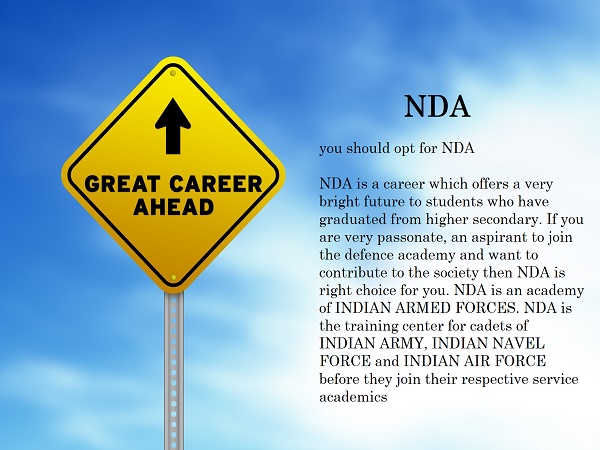 GREAT CAREER
AHEAD
NDA
you should opt for NDA
NDA is a career which offers a very
bright future to students who have
graduated from higher secondary. If you
are very passonate, an aspirant to join
the defence academy and want to
contribute to the society then NDA is
right choice for you. NDA is an academy
of INDIAN ARMED FORCES. NDA is
the training center for cadets of
INDIAN ARMY, INDIAN NAVEL
FORCE and INDIAN AIR FORCE
before they join their respective service
academics